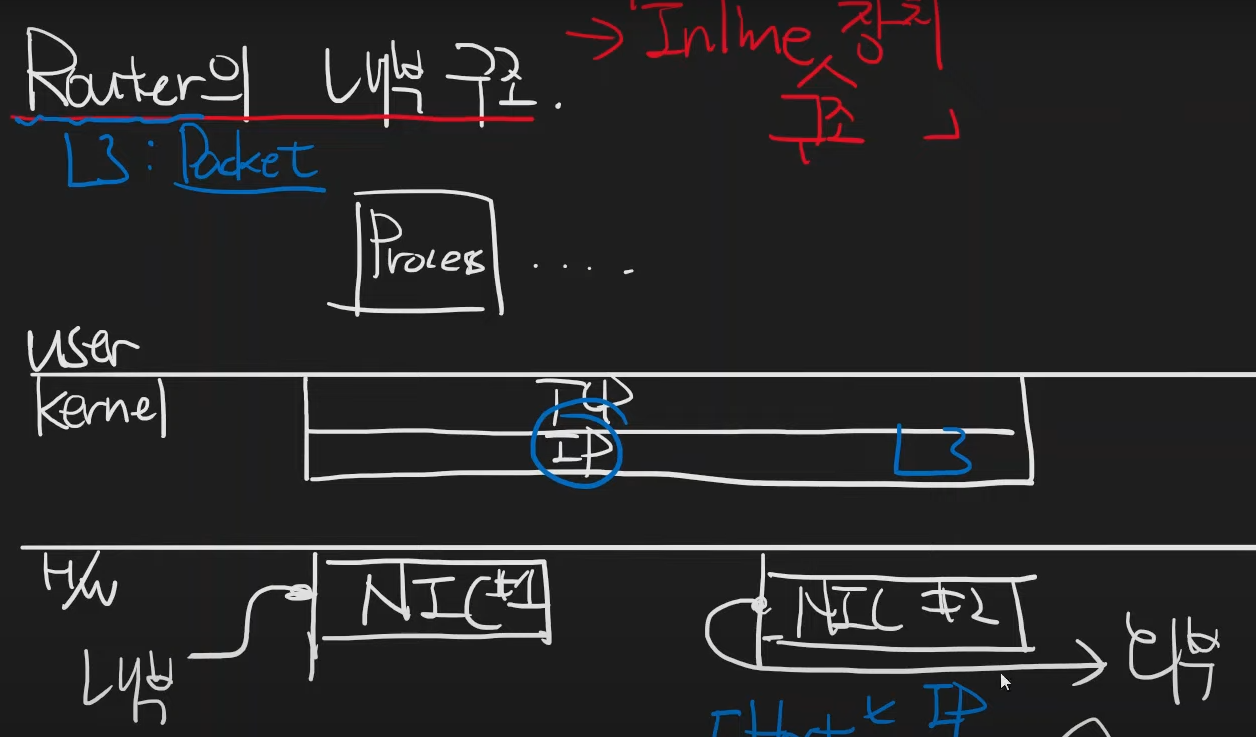 Router의 내부 구조.
→ Inline 장치
구조
L3 : Packet
Process .....
User
Kernel
TCP
IP
L3
H/W
NIC #1
NIC #2
내부
외부
IP